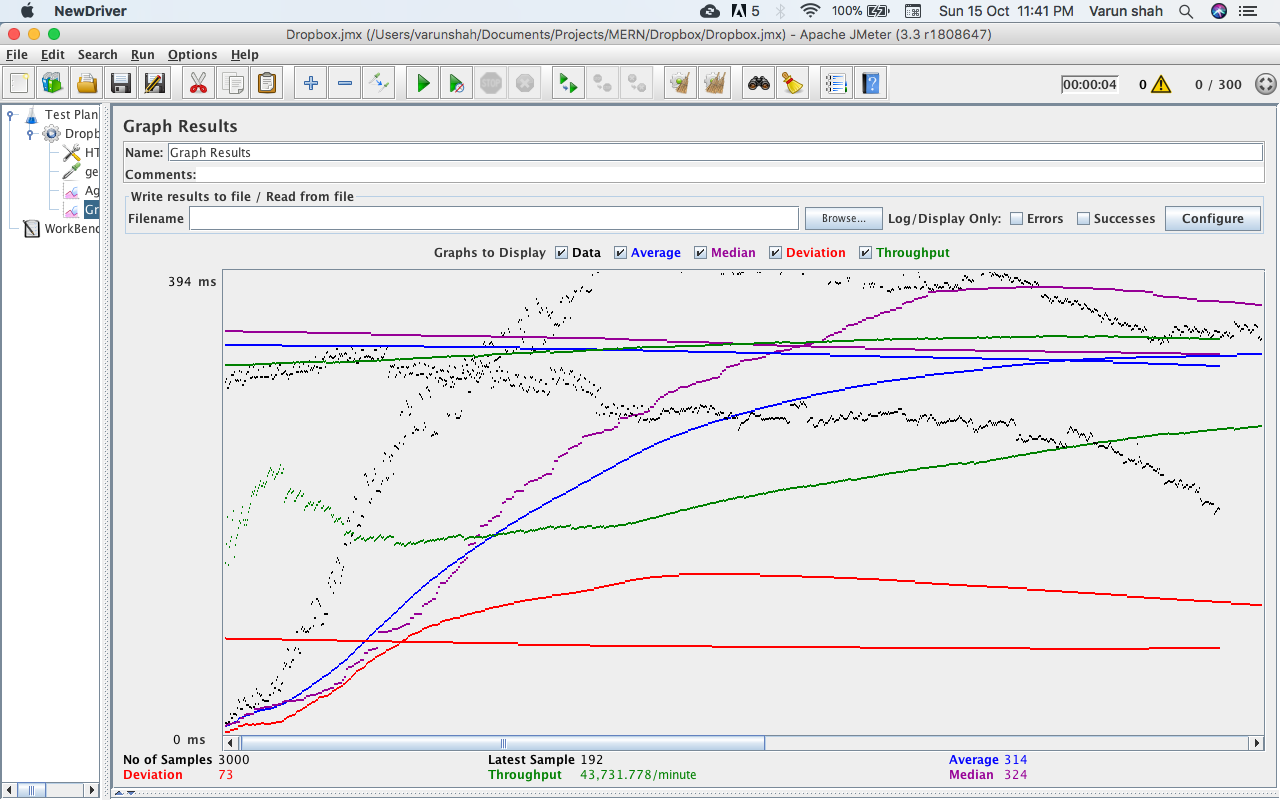 NewDriver 5 100% Sun 15 Oct 11:41 PM Varun shah
Dropbox.jmx (/Users/varunshah/Documents/Projects/MERN/Dropbox/Dropbox.jmx) - Apache JMeter (3.3 r1808647)
File Edit Search Run Options Help
00:00:04 0 0 / 300
Test Plan
Dropb
HT
ge
Ag
Gr
WorkBenc
Graph Results
Name: Graph Results
Comments:
Write results to file / Read from file
Filename Browse... Log/Display Only: Errors Successes Configure
Graphs to Display Data Average Median Deviation Throughput
394 ms
0 ms
No of Samples 3000 Latest Sample 192 Average 314
Deviation 73 Throughput 43,731.778/minute Median 324